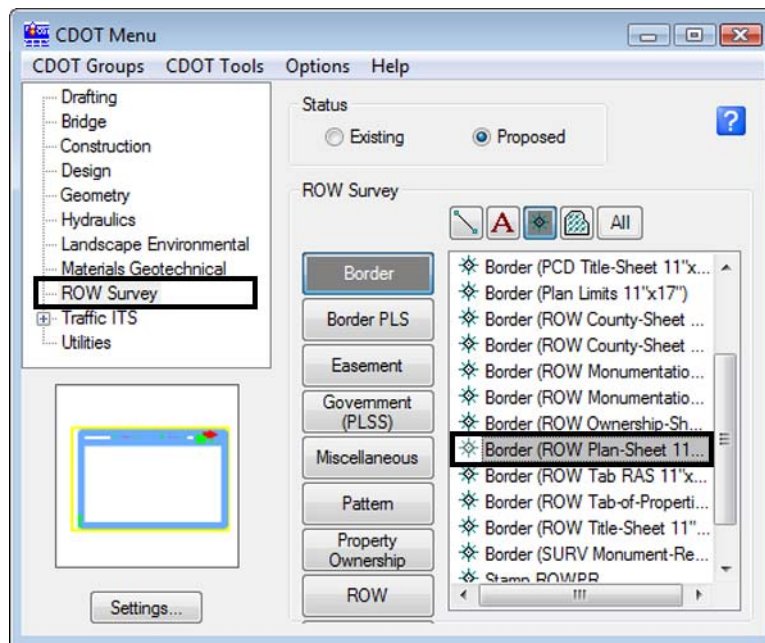 CDOT Menu
CDOT Groups CDOT Tools Options Help
Drafting
Bridge
Construction
Design
Geometry
Hydraulics
Landscape Environmental
Materials Geotechnical
ROW Survey
Traffic ITS
Utilities
Settings...
Status
Existing Proposed
?
ROW Survey
A All
Border
Border PLS
Easement
Government
(PLSS)
Miscellaneous
Pattern
Property
Ownership
ROW
Border (PCD Title-Sheet 11"x...
Border (Plan Limits 11"x17")
Border (ROW County-Sheet ...
Border (ROW County-Sheet ...
Border (ROW Monumentatio...
Border (ROW Monumentatio...
Border (ROW Ownership-Sh...
Border (ROW Plan-Sheet 11...
Border (ROW Tab RAS 11"x...
Border (ROW Tab-of-Properti...
Border (ROW Title-Sheet 11"...
Border (SURV Monument-Re...
Stamp ROWPR